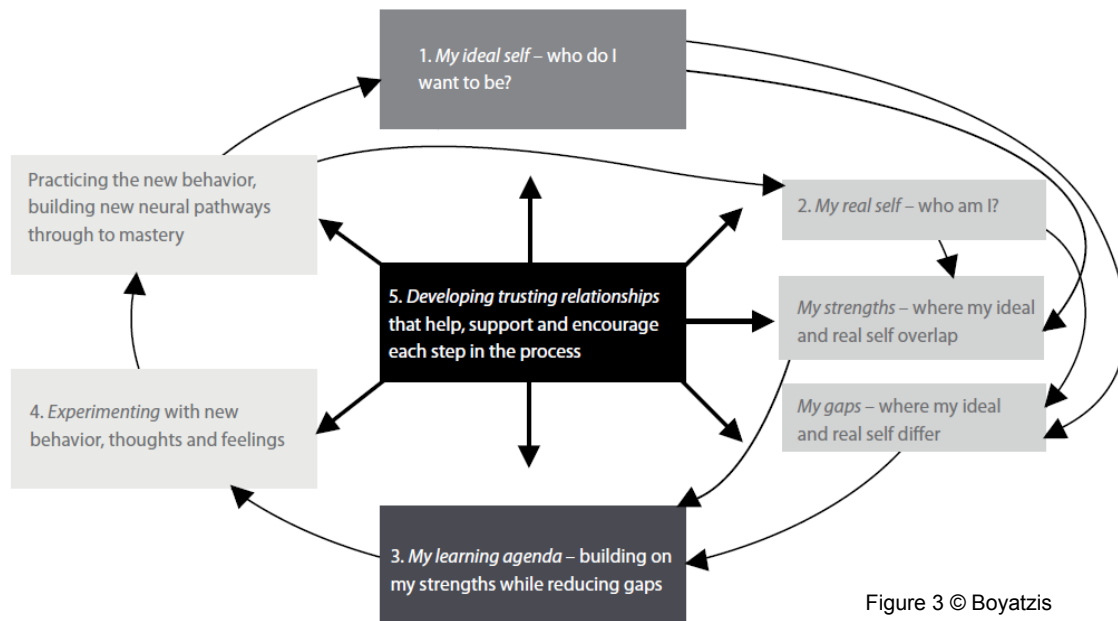 1. My ideal self – who do I
want to be?
Practicing the new behavior,
building new neural pathways
through to mastery
2. My real self – who am I?
5. Developing trusting relationships
that help, support and encourage
each step in the process
My strengths – where my ideal
and real self overlap
4. Experimenting with new
behavior, thoughts and feelings
My gaps – where my ideal
and real self differ
3. My learning agenda – building on
my strengths while reducing gaps
Figure 3 © Boyatzis